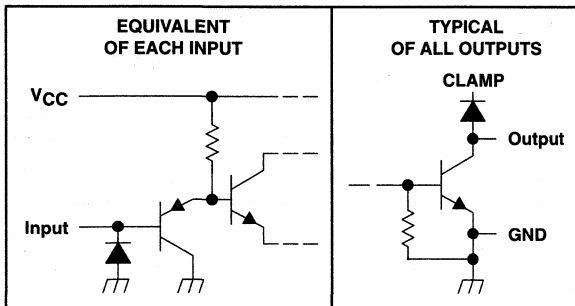 EQUIVALENT
OF EACH INPUT
VCC
Input
TYPICAL
OF ALL OUTPUTS
CLAMP
Output
GND